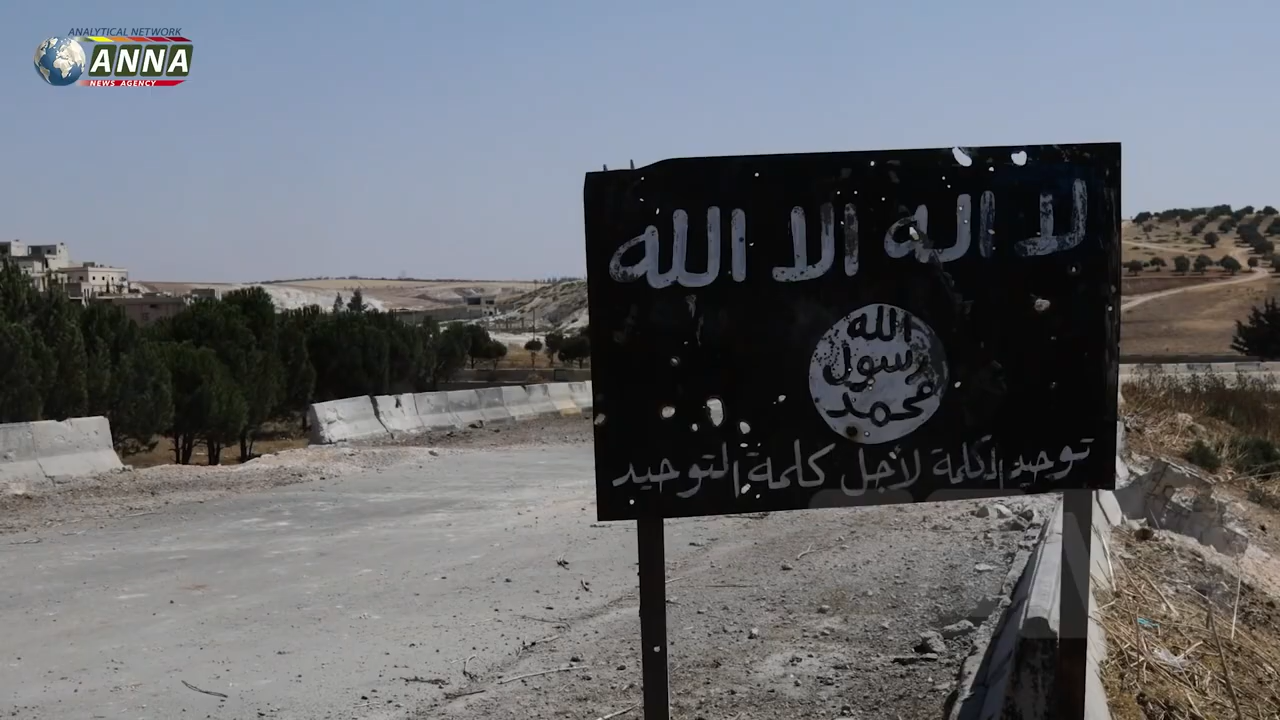 ANALYTICAL NETWORK
ANNA
NEWS AGENCY
لا اله الا الله
الله
رسول
محمد
توحيد الكلمة لأجل كلمة التوحيد